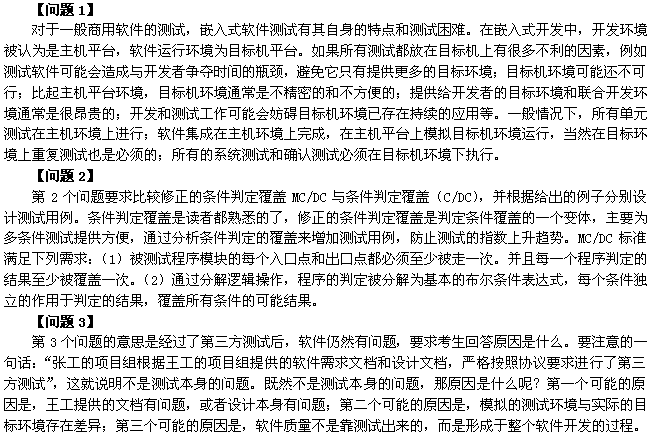 【问题 1】
对于一般商用软件的测试，嵌入式软件测试有其自身的特点和测试困难。在嵌入式开发中，开发环境
被认为是主机平台，软件运行环境为目标机平台。如果所有测试都放在目标机上有很多不利的因素，例如
测试软件可能会造成与开发者争夺时间的瓶颈，避免它只有提供更多的目标环境；目标机环境可能还不可
行；比起主机平台环境，目标机环境通常是不精密的和不方便的；提供给开发者的目标环境和联合开发环
境通常是很昂贵的；开发和测试工作可能会妨碍目标机环境已存在持续的应用等。一般情况下，所有单元
测试在主机环境上进行；软件集成在主机环境上完成，在主机平台上模拟目标机环境运行，当然在目标环
境上重复测试也是必须的；所有的系统测试和确认测试必须在目标机环境下执行。
【问题 2】
第 2 个问题要求比较修正的条件判定覆盖 MC/DC 与条件判定覆盖（C/DC），并根据给出的例子分别设
计测试用例。条件判定覆盖是读者都熟悉的了，修正的条件判定覆盖是判定条件覆盖的一个变体，主要为
多条件测试提供方便，通过分析条件判定的覆盖来增加测试用例，防止测试的指数上升趋势。MC/DC 标准
满足下列需求：（1）被测试程序模块的每个入口点和出口点都必须至少被走一次。并且每一个程序判定的
结果至少被覆盖一次。（2）通过分解逻辑操作，程序的判定被分解为基本的布尔条件表达式，每个条件独
立的作用于判定的结果，覆盖所有条件的可能结果。
【问题 3】
第 3 个问题的意思是经过了第三方测试后，软件仍然有问题，要求考生回答原因是什么。要注意的一
句话：“张工的项目组根据王工的项目组提供的软件需求文档和设计文档，严格按照协议要求进行了第三
方测试”，这就说明不是测试本身的问题。既然不是测试本身的问题，那原因是什么呢？第一个可能的原
因是，王工提供的文档有问题，或者设计本身有问题；第二个可能的原因是，模拟的测试环境与实际的目
标环境存在差异；第三个可能的原因是，软件质量不是靠测试出来的，而是形成于整个软件开发的过程。